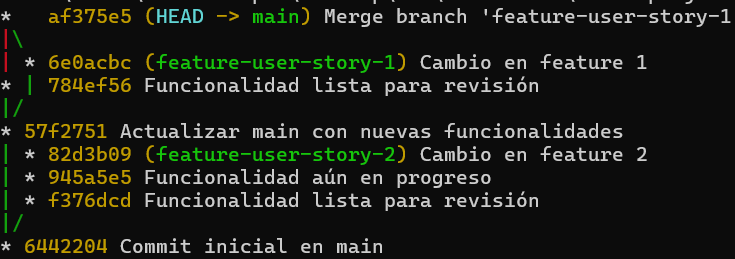 *   af375e5 (HEAD -> main) Merge branch 'feature-user-story-1
|\
| * 6e0acbc (feature-user-story-1) Cambio en feature 1
* | 784ef56 Funcionalidad lista para revisión
|/
* 57f2751 Actualizar main con nuevas funcionalidades
| * 82d3b09 (feature-user-story-2) Cambio en feature 2
| * 945a5e5 Funcionalidad aún en progreso
| * f376dcd Funcionalidad lista para revisión
|/
* 6442204 Commit inicial en main